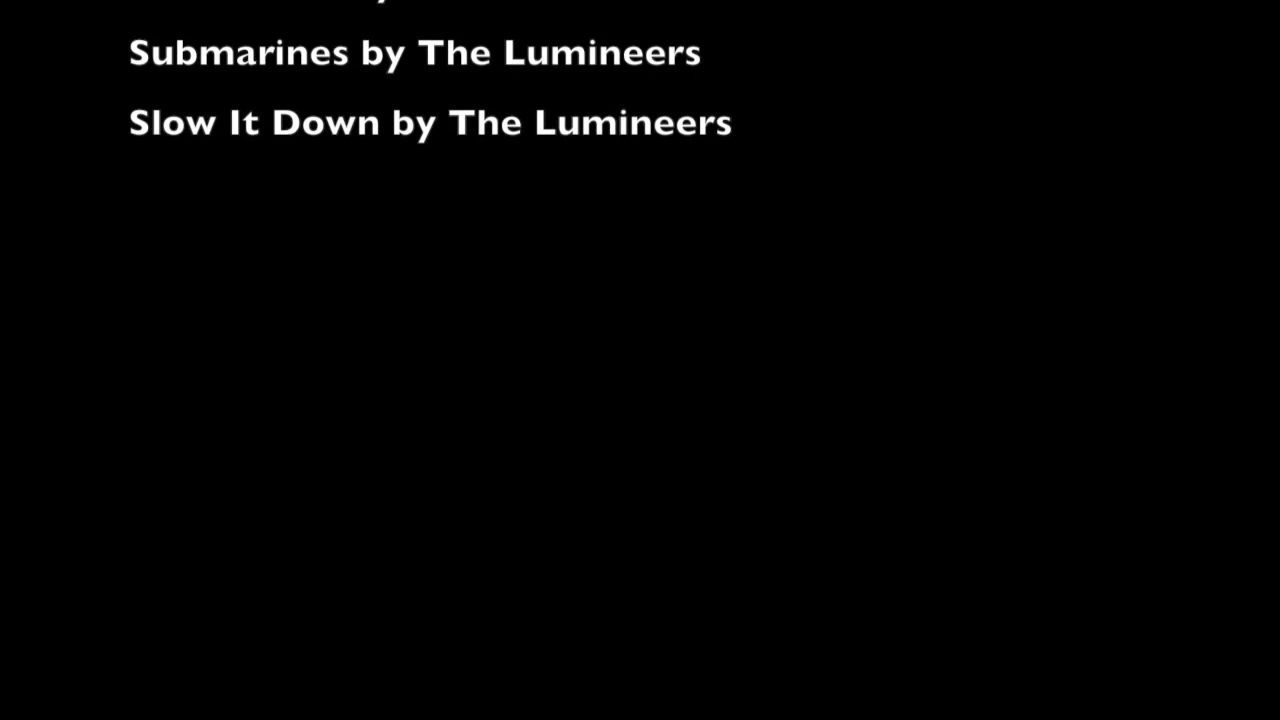 Submarines by The Lumineers
Slow It Down by The Lumineers